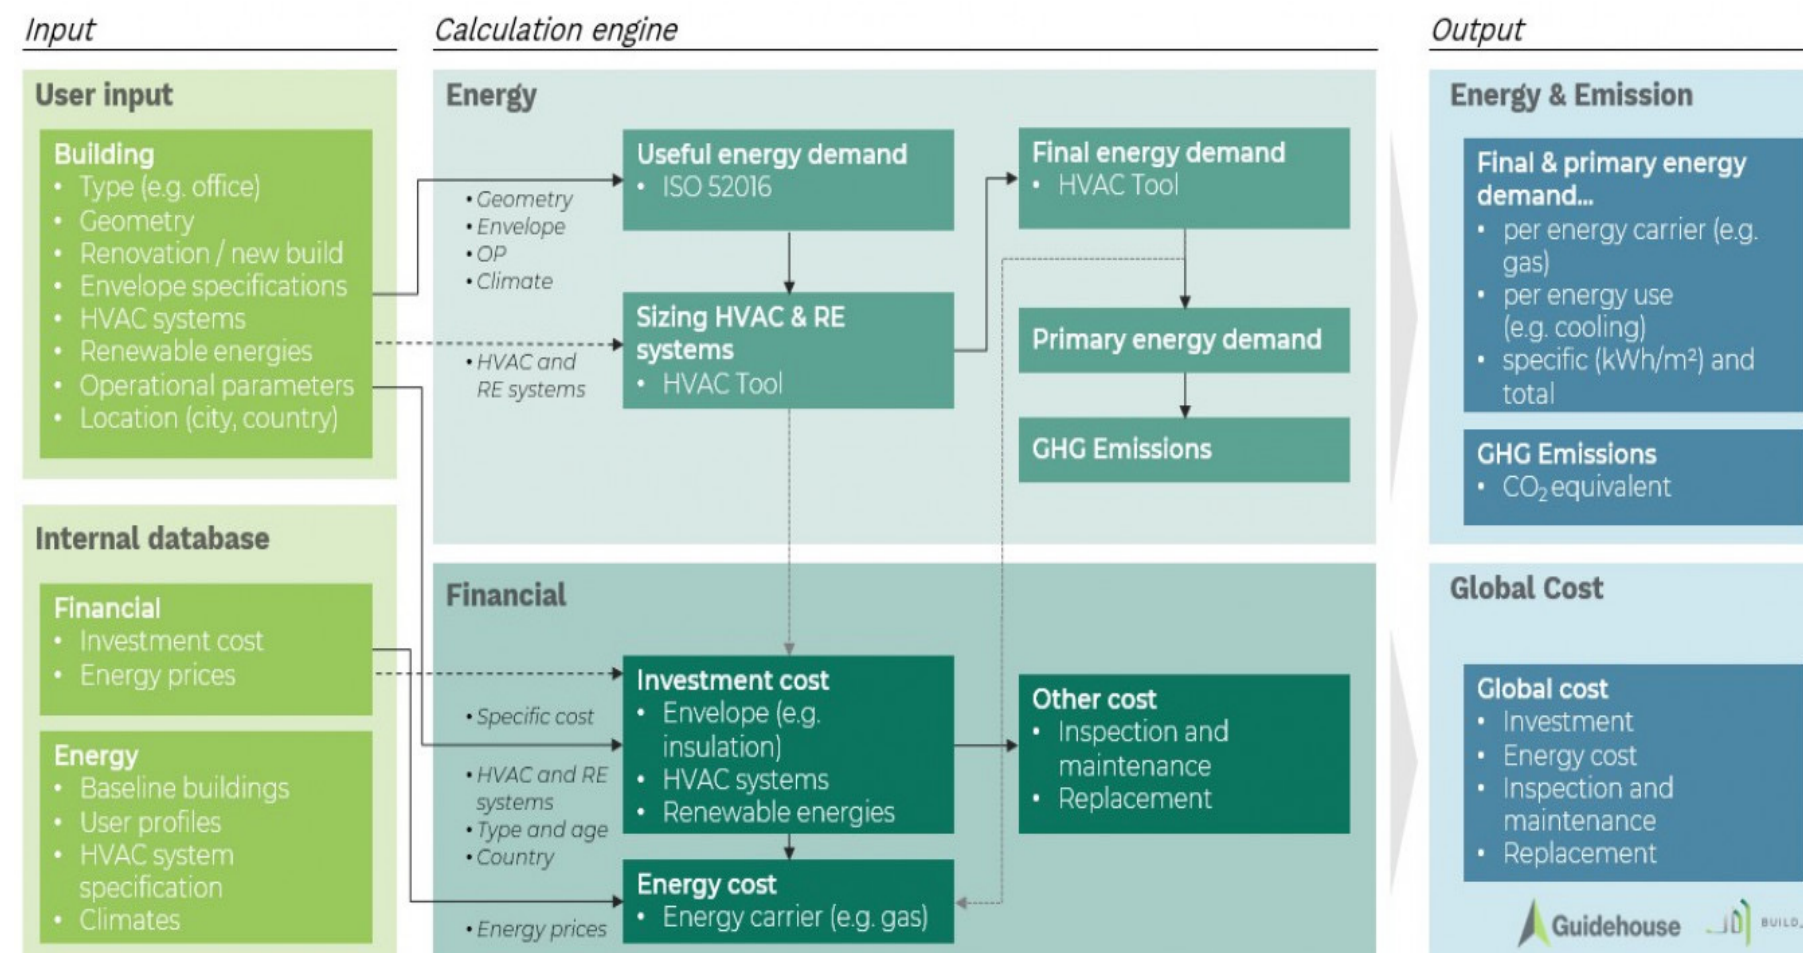 Input
Calculation engine
Output
User input
Building
• Type (e.g. office)
• Geometry
• Renovation / new build
• Envelope specifications
• HVAC systems
• Renewable energies
• Operational parameters
• Location (city, country)
Internal database
Financial
• Investment cost
• Energy prices
Energy
• Baseline buildings
• User profiles
• HVAC system
specification
• Climates
Energy
• Geometry
• Envelope
• OP
• Climate
• HVAC and
RE systems
Useful energy demand
• ISO 52016
Sizing HVAC & RE
systems
• HVAC Tool
Final energy demand
• HVAC Tool
Primary energy demand
GHG Emissions
Financial
• Specific cost
• HVAC and RE
systems
• Type and age
• Country
• Energy prices
Investment cost
• Envelope (e.g.
insulation)
• HVAC systems
• Renewable energies
Energy cost
• Energy carrier (e.g. gas)
Other cost
• Inspection and
maintenance
• Replacement
Energy & Emission
Final & primary energy
demand...
• per energy carrier (e.g.
gas)
• per energy use
(e.g. cooling)
• specific (kWh/m²) and
total
GHG Emissions
• CO₂ equivalent
Global Cost
Global cost
• Investment
• Energy cost
• Inspection and
maintenance
• Replacement
Guidehouse
BUILD_